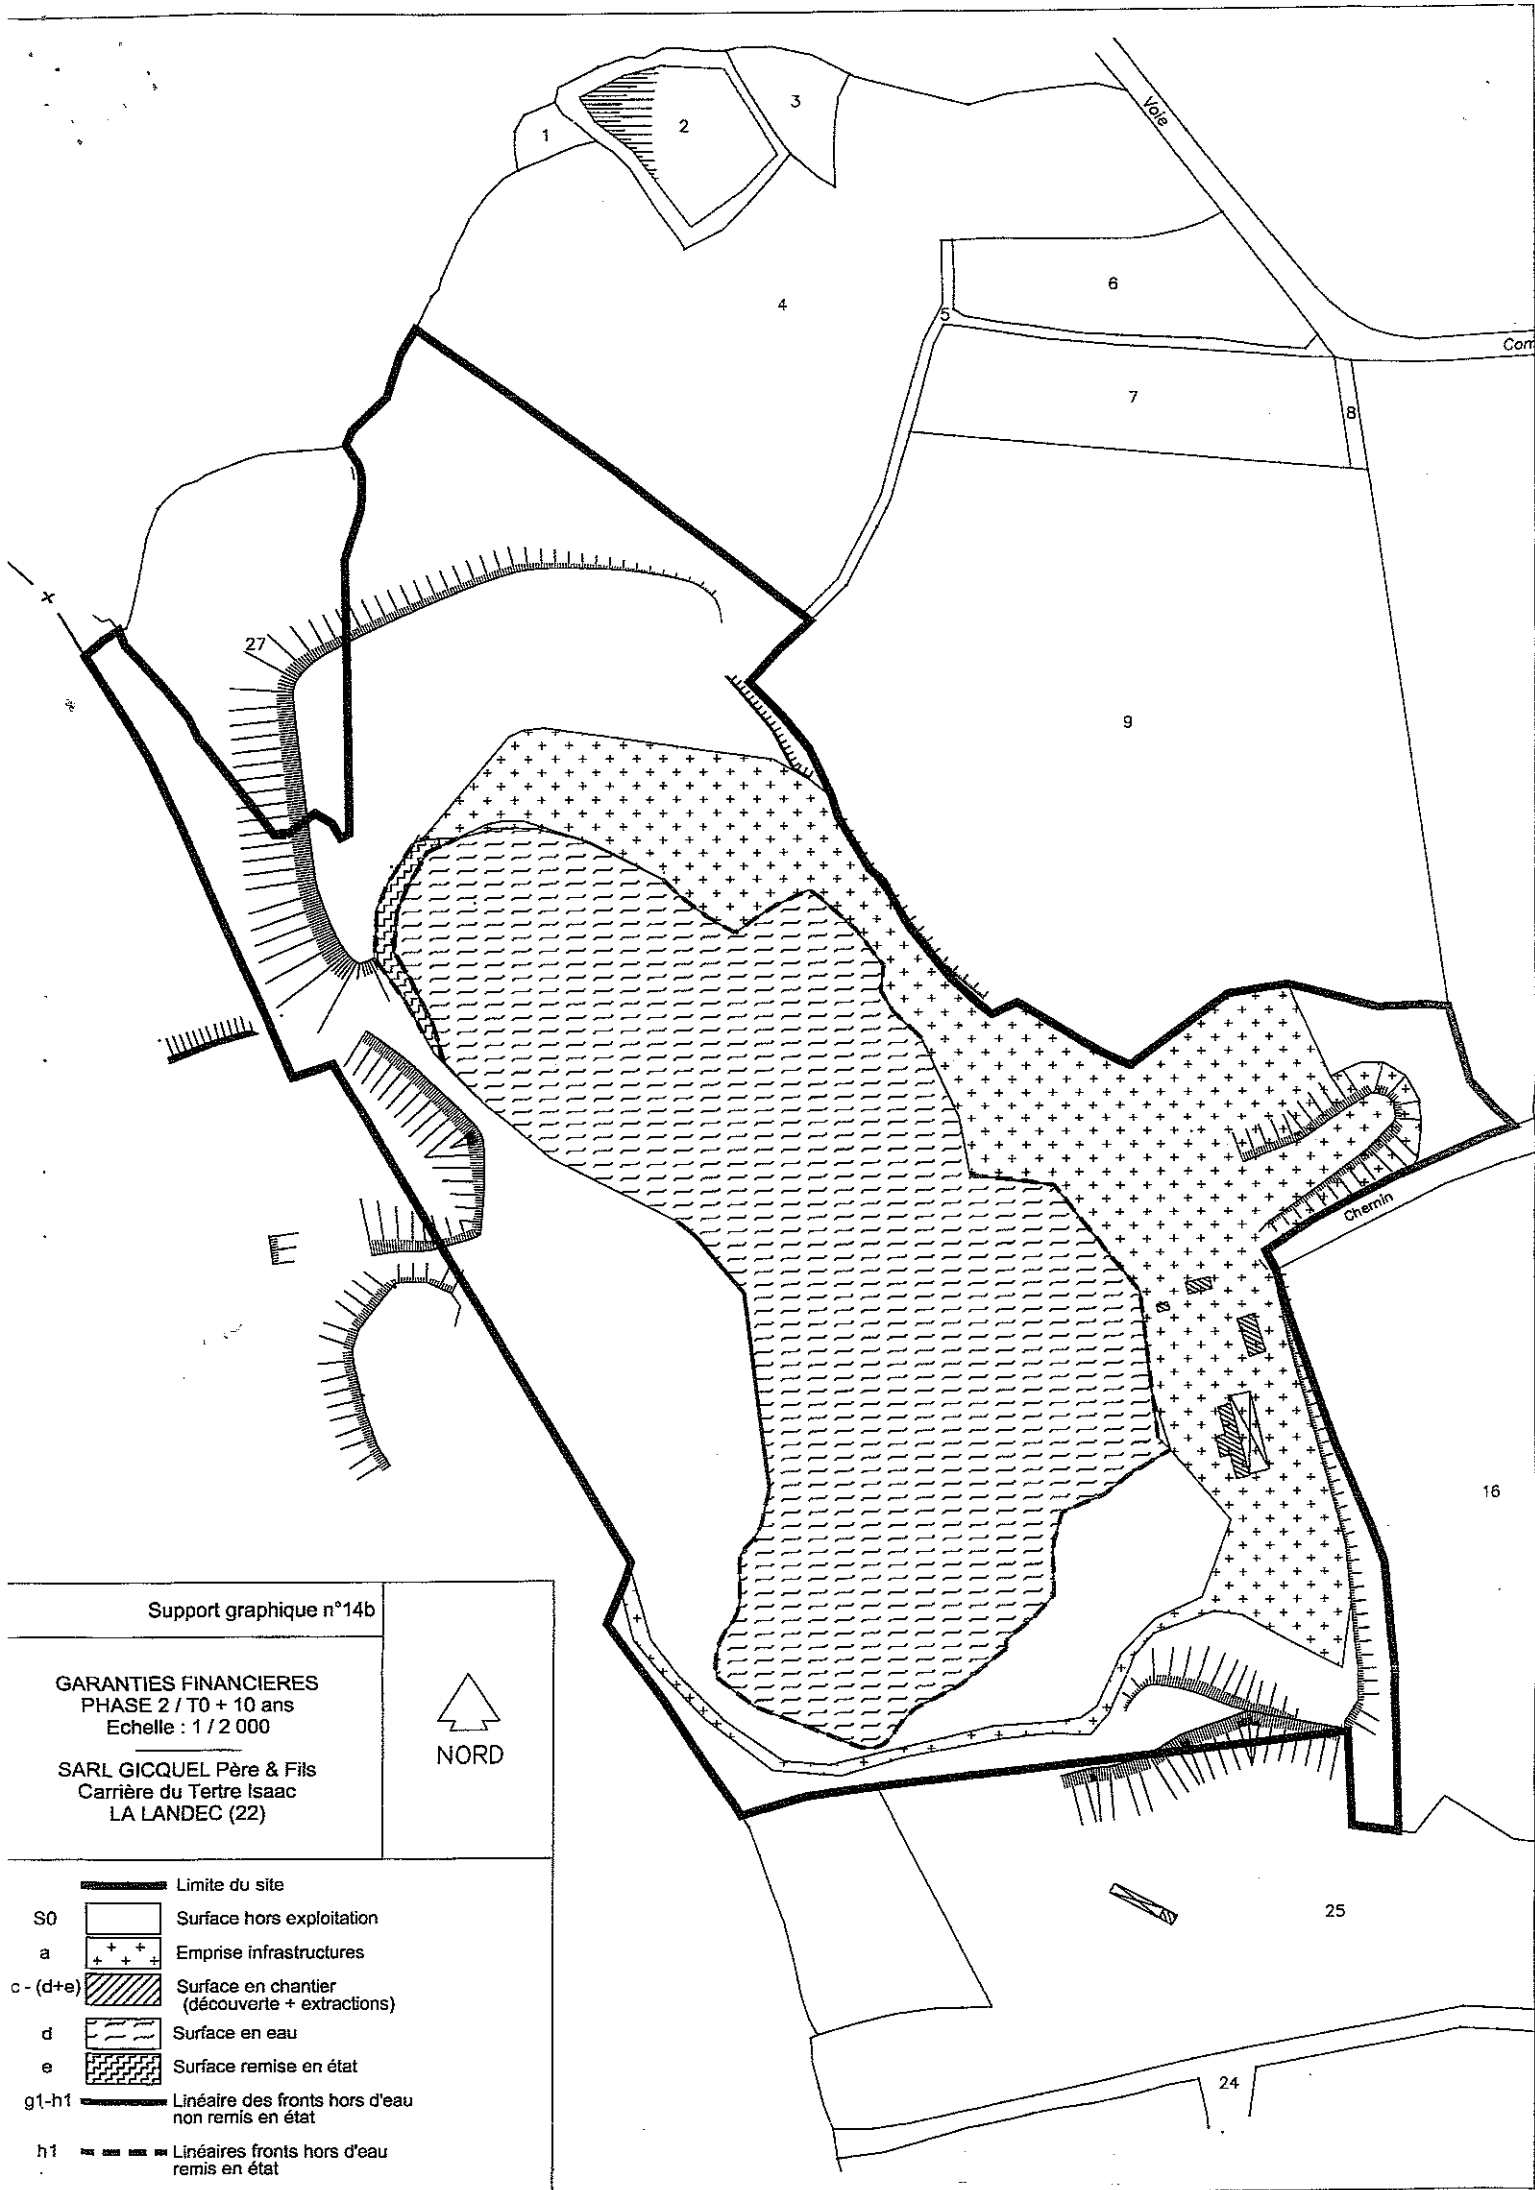 1
2
3
Voie
4
5
6
Com
7
8
27
9
Chemin
16
Support graphique n°14b
GARANTIES FINANCIERES
PHASE 2 / T0 + 10 ans
Echelle : 1 / 2 000
SARL GICQUEL Père & Fils
Carrière du Tertre Isaac
LA LANDEC (22)
NORD
Limite du site
S0 Surface hors exploitation
a Emprise infrastructures
c - (d+e) Surface en chantier
(découverte + extractions)
d Surface en eau
e Surface remise en état
g1-h1 Linéaire des fronts hors d'eau
non remis en état
h1 Linéaires fronts hors d'eau
remis en état
25
24